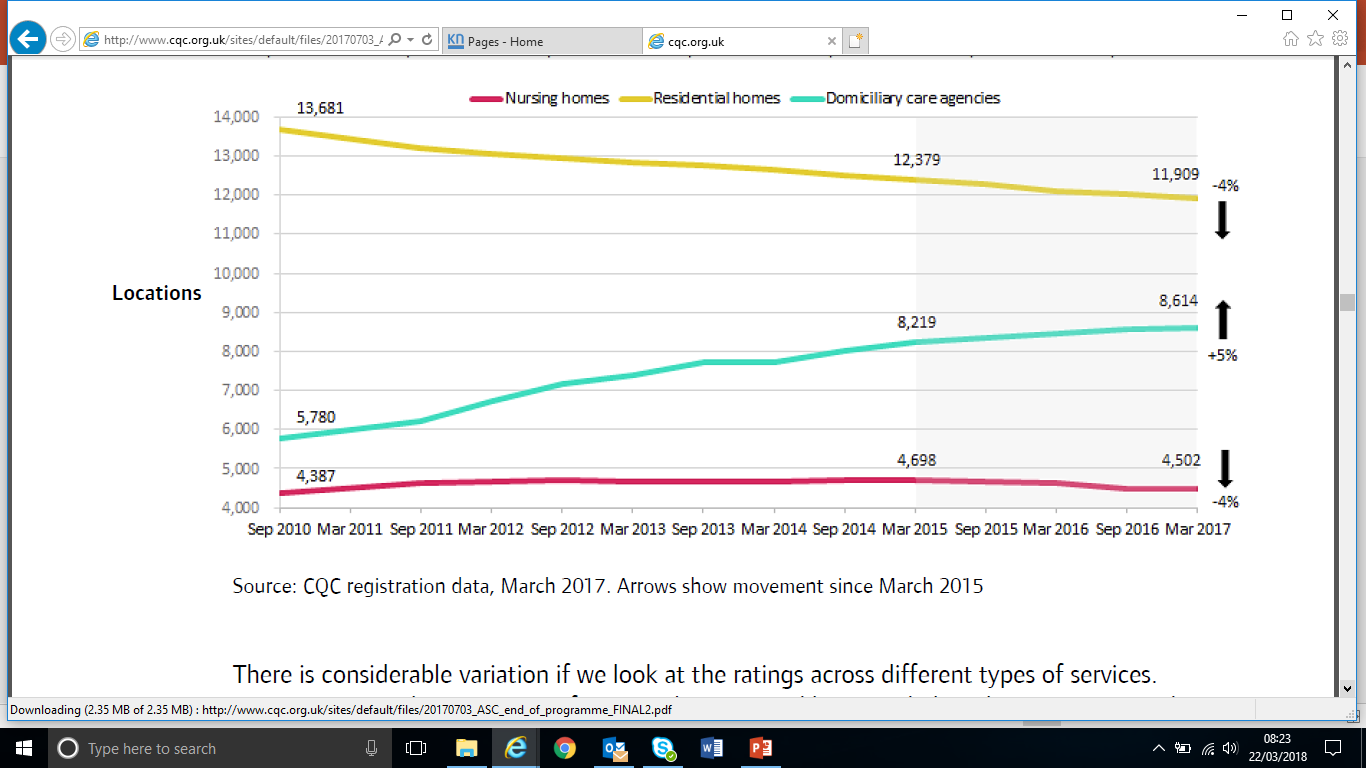 http://www.cqc.org.uk/sites/default/files/20170703_A
Pages - Home
cqc.org.uk
Nursing homes Residential homes Domiciliary care agencies
14,000
13,000
12,000
11,000
10,000
9,000
8,000
7,000
6,000
5,000
4,000
Locations
13,681
12,379
11,909
-4%
5,780
8,219
8,614
+5%
4,387
4,698
4,502
-4%
Sep 2010 Mar 2011 Sep 2011 Mar 2012 Sep 2012 Mar 2013 Sep 2013 Mar 2014 Sep 2014 Mar 2015 Sep 2015 Mar 2016 Sep 2016 Mar 2017
Source: CQC registration data, March 2017. Arrows show movement since March 2015
There is considerable variation if we look at the ratings across different types of services.
Downloading (2.35 MB of 2.35 MB) : http://www.cqc.org.uk/sites/default/files/20170703_ASC_end_of_programme_FINAL2.pdf
Type here to search
08:23
22/03/2018